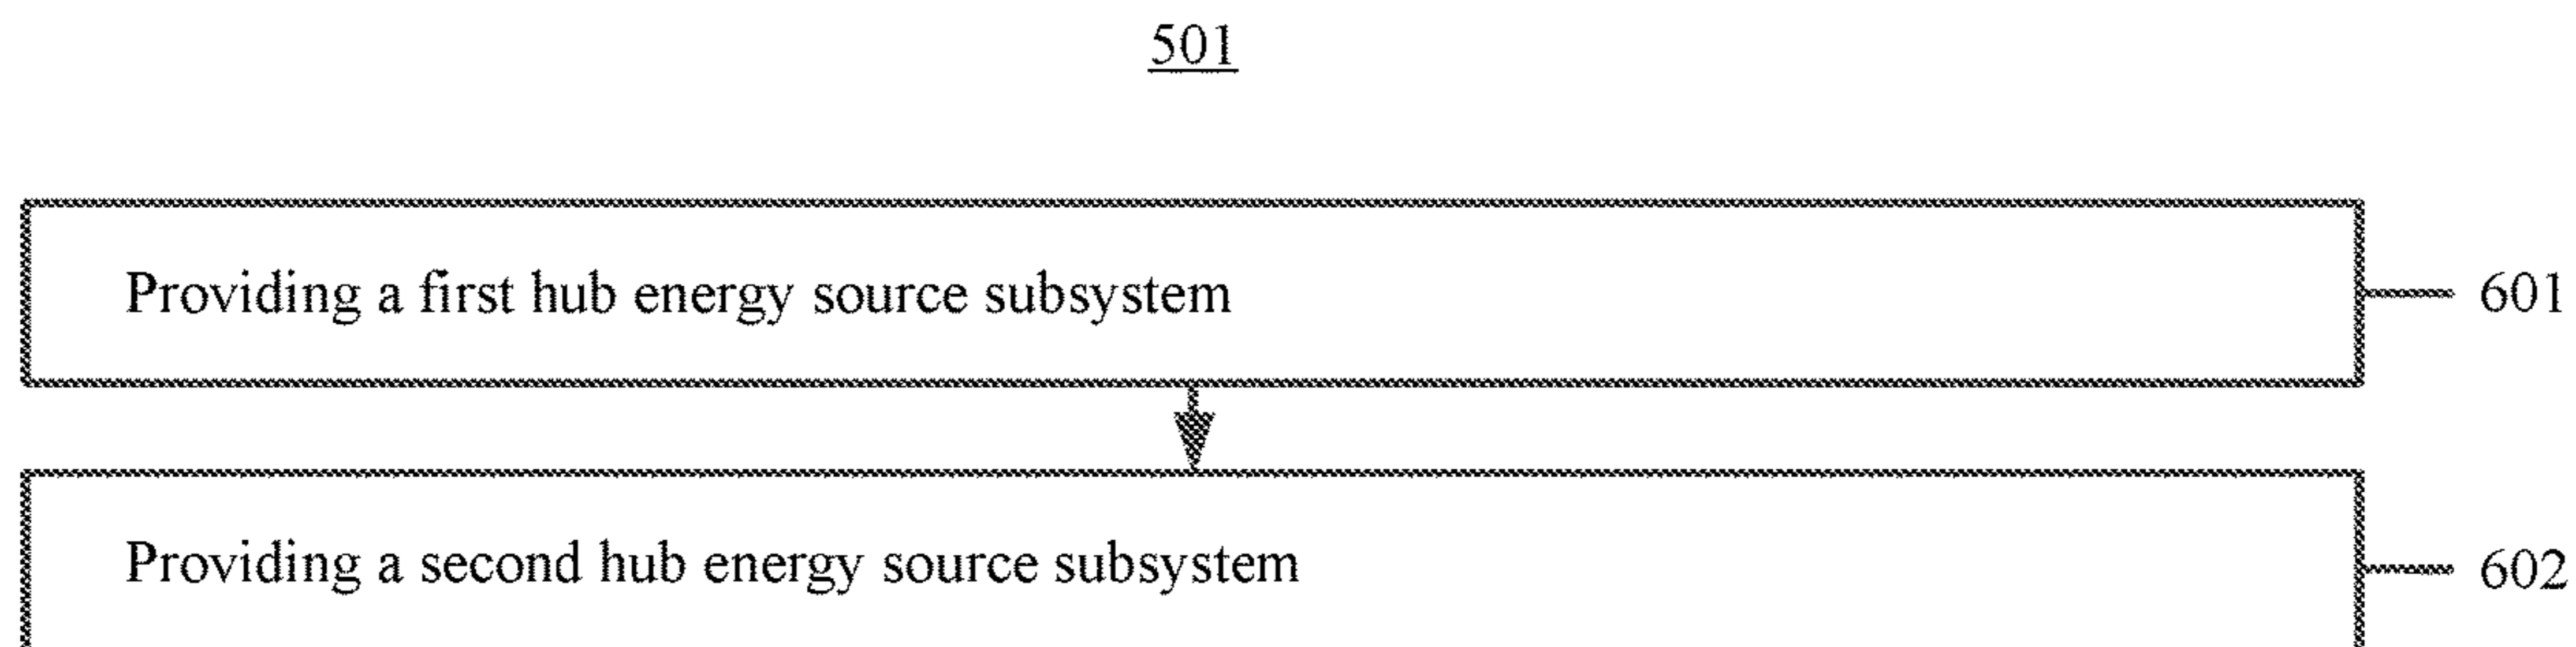 501
Providing a first hub energy source subsystem
601
Providing a second hub energy source subsystem
602